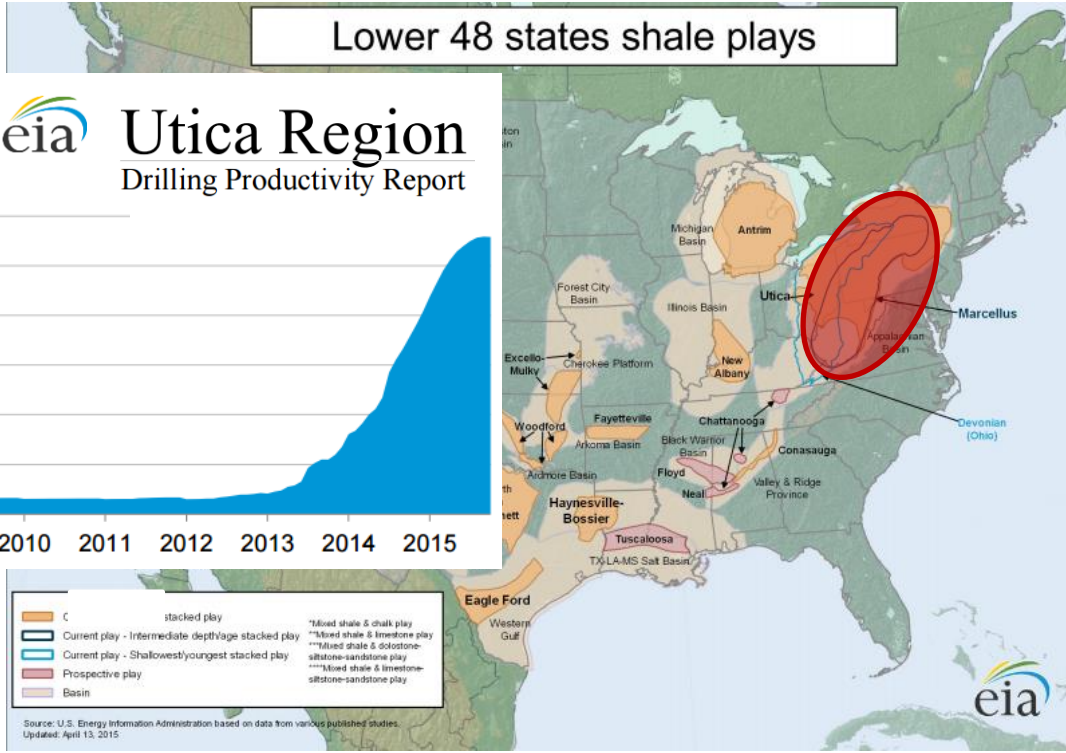 Lower 48 states shale plays
eia
Utica Region
Drilling Productivity Report
2010 2011 2012 2013 2014 2015
Michigan
Basin
Antrim
Forest City
Basin
Illinois Basin
Utica
Marcellus
Appalachian
Basin
Excello-
Mulky
Cherokee Platform
New
Albany
Fayetteville
Woodford
Arkoma Basin
Chattanooga
Black Warrior
Basin
Devonian
(Ohio)
Ardmore Basin
Floyd
Conasauga
Neal
Valley & Ridge
Province
Haynesville-
Bossier
Tuscaloosa
TX-LA-MS Salt Basin
Eagle Ford
Western
Gulf
stacked play
Current play - Intermediate depth/age stacked play
Current play - Shallowest/youngest stacked play
Prospective play
Basin
*Mixed shade & chalk play
**Mixed shale & limestone play
***Mixed shale & dolostone-
siltstone-sandstone play
****Mixed shale & limestone-
siltstone-sandstone play
Source: U.S. Energy Information Administration based on data from various published studies.
Updated: April 13, 2015
eia